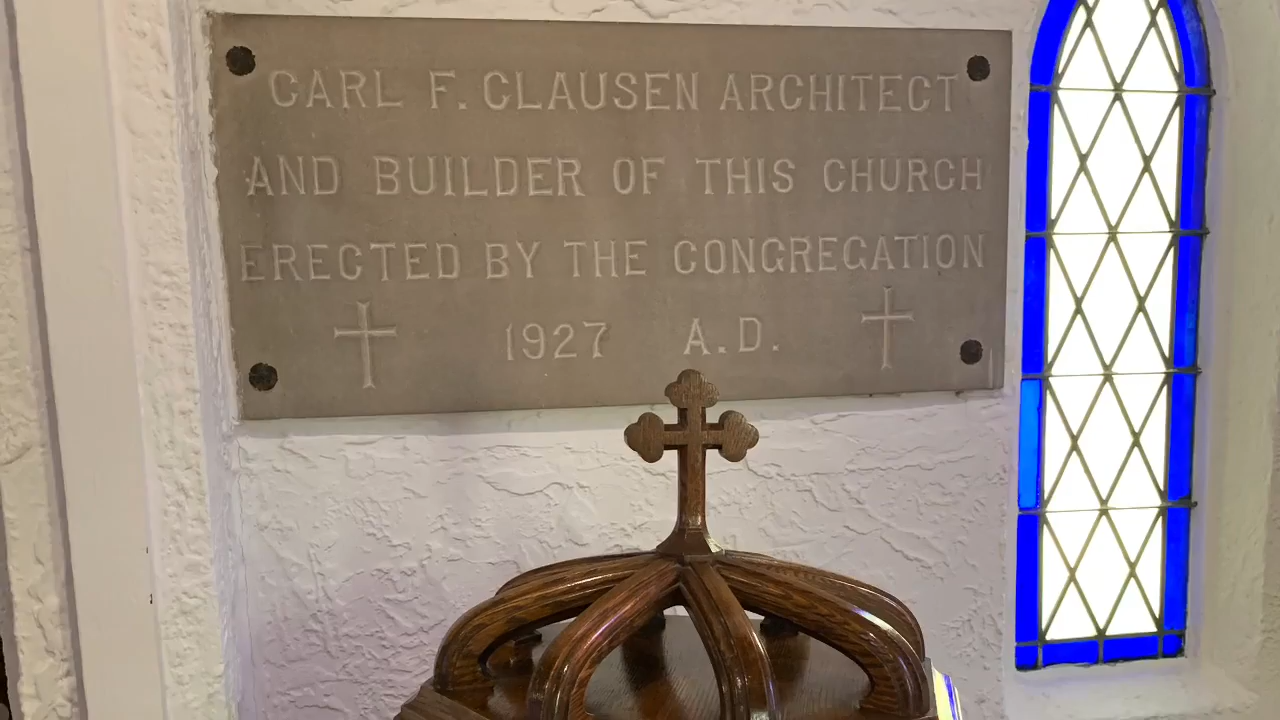 CARL F. CLAUSEN ARCHITECT
AND BUILDER OF THIS CHURCH
ERECTED BY THE CONGREGATION
1927 A.D.